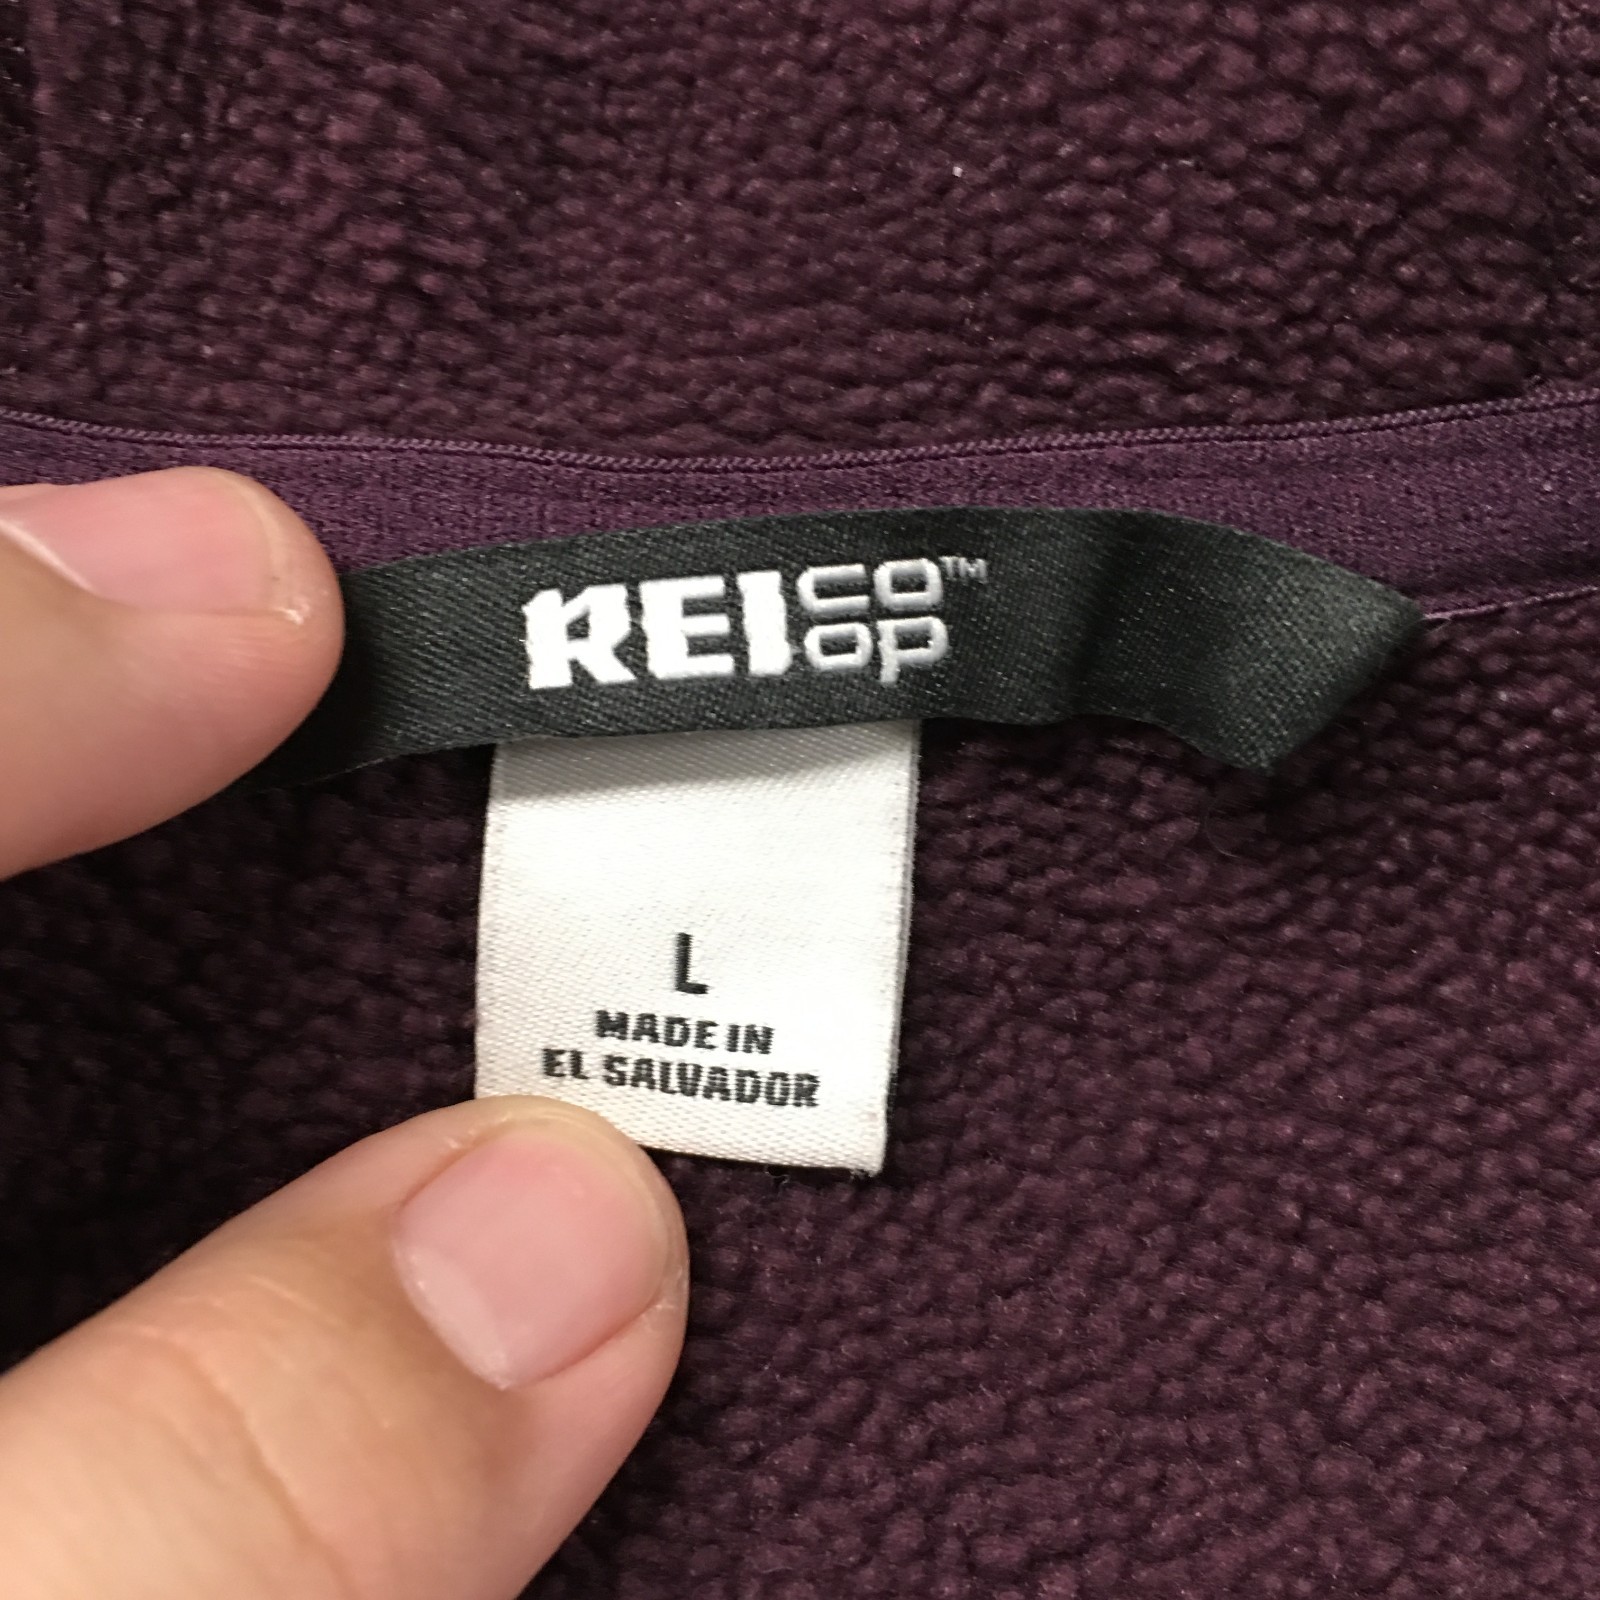 REI CO OP™
L
MADE IN
EL SALVADOR